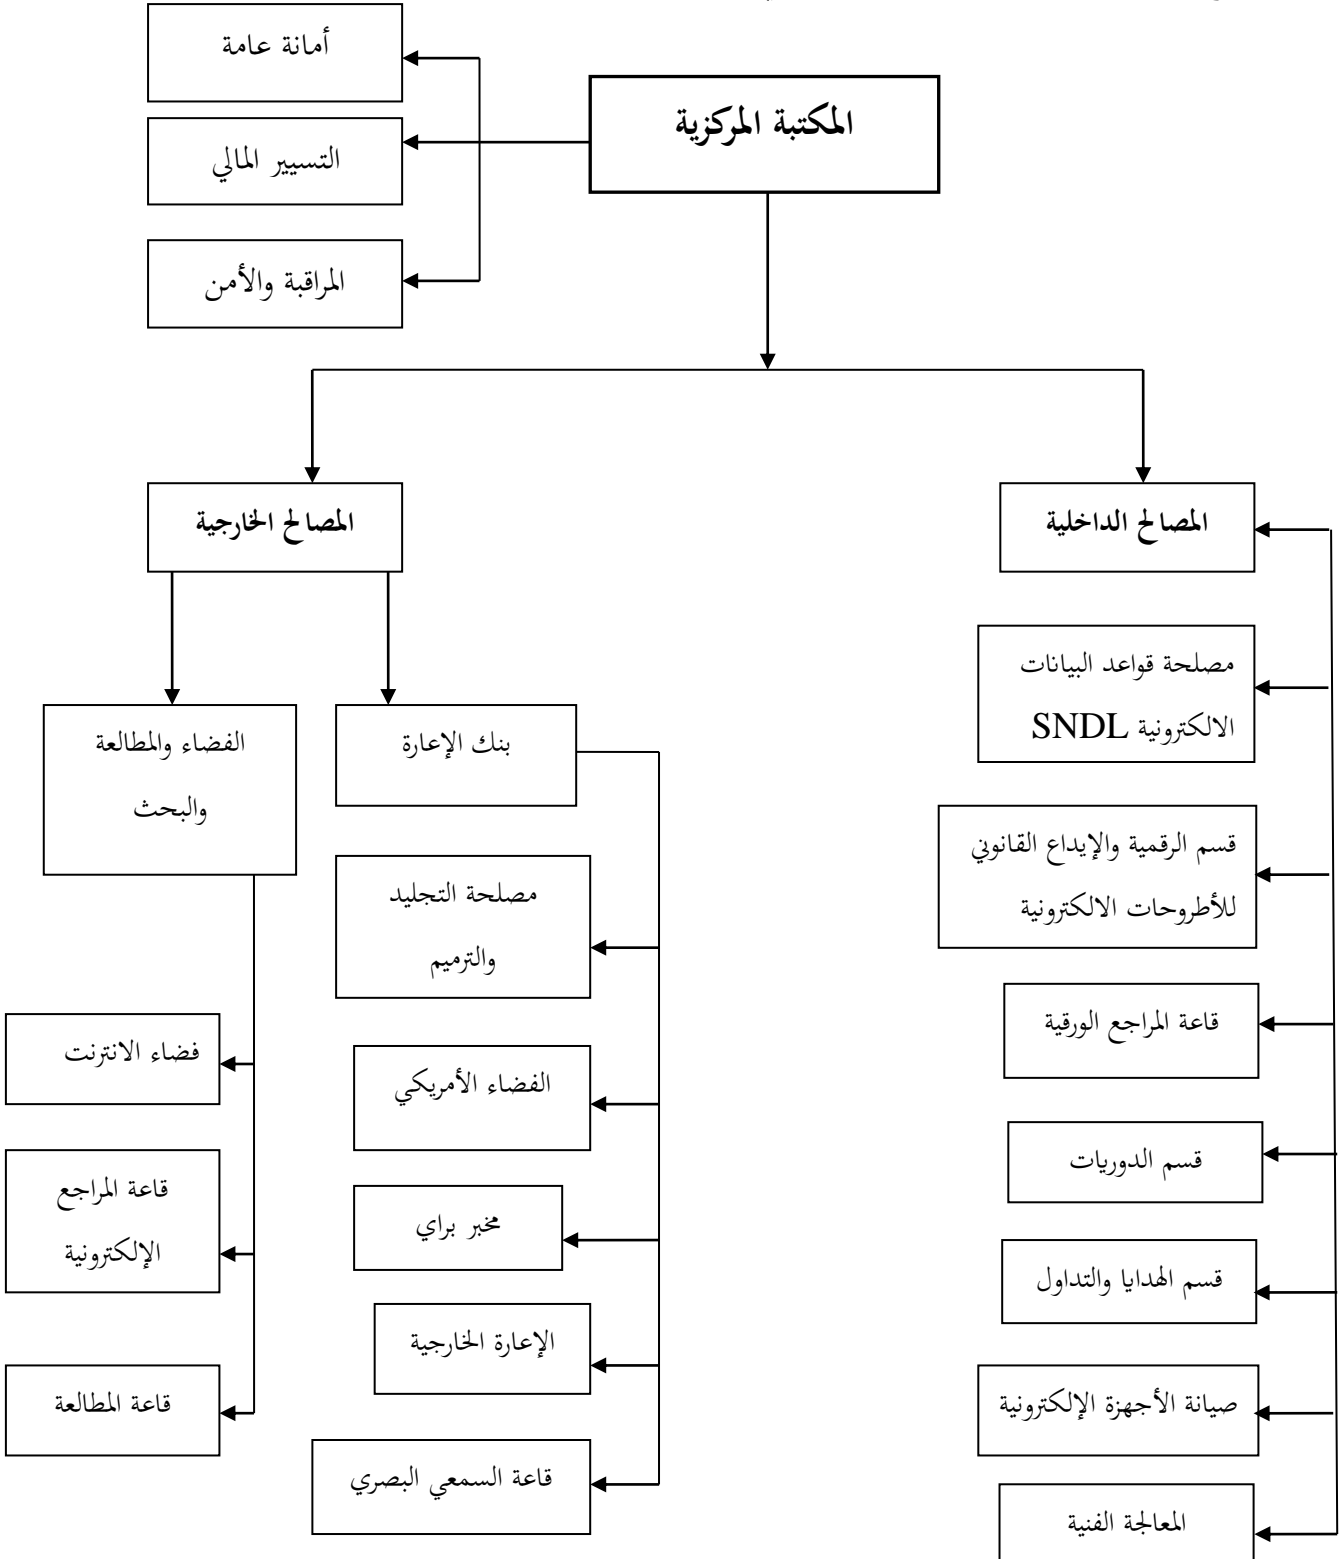 أمانة عامة
المكتبة المركزية
التسيير المالي
المراقبة والأمن
المصالح الداخلية
المصالح الخارجية
مصلحة قواعد البيانات
الالكترونية SNDL
قسم الرقمية والإيداع القانوني
للأطروحات الالكترونية
قاعة المراجع الورقية
قسم الدوريات
قسم الهدايا والتداول
صيانة الأجهزة الإلكترونية
المعالجة الفنية
بنك الإعارة
مصلحة التجليد
والترميم
الفضاء الأمريكي
مخبر براي
الإعارة الخارجية
قاعة السمعي البصري
الفضاء والمطالعة
والبحث
فضاء الانترنت
قاعة المراجع
الإلكترونية
قاعة المطالعة